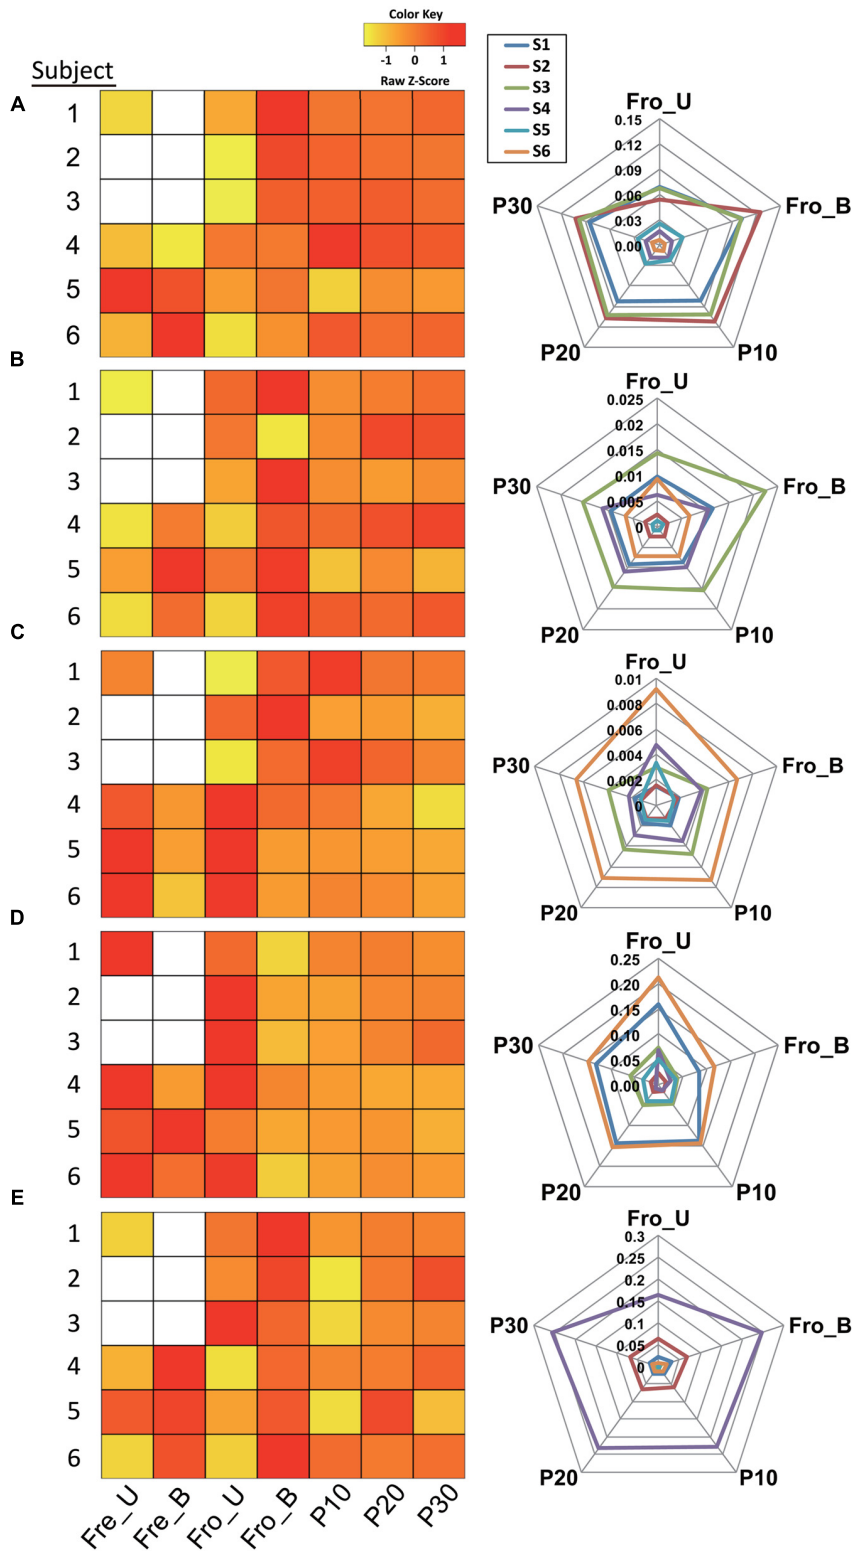 Color Key
-1 0 1
Raw Z-Score
Subject
S1
S2
S3
S4
S5
S6
A
1
2
3
4
5
6
Fro_U
0.15
0.12
0.09
0.06
0.03
0.00
P30
Fro_B
P20
P10
B
1
2
3
4
5
6
Fro_U
0.025
0.02
0.015
0.01
0.005
0
P30
Fro_B
P20
P10
C
1
2
3
4
5
6
Fro_U
0.01
0.008
0.006
0.004
0.002
0
P30
Fro_B
P20
P10
D
1
2
3
4
5
6
Fro_U
0.25
0.20
0.15
0.10
0.05
0.00
P30
Fro_B
P20
P10
E
1
2
3
4
5
6
Fro_U
0.3
0.25
0.2
0.15
0.1
0.05
0
P30
Fro_B
P20
P10
Fre_U Fre_B Fro_U Fro_B P10 P20 P30